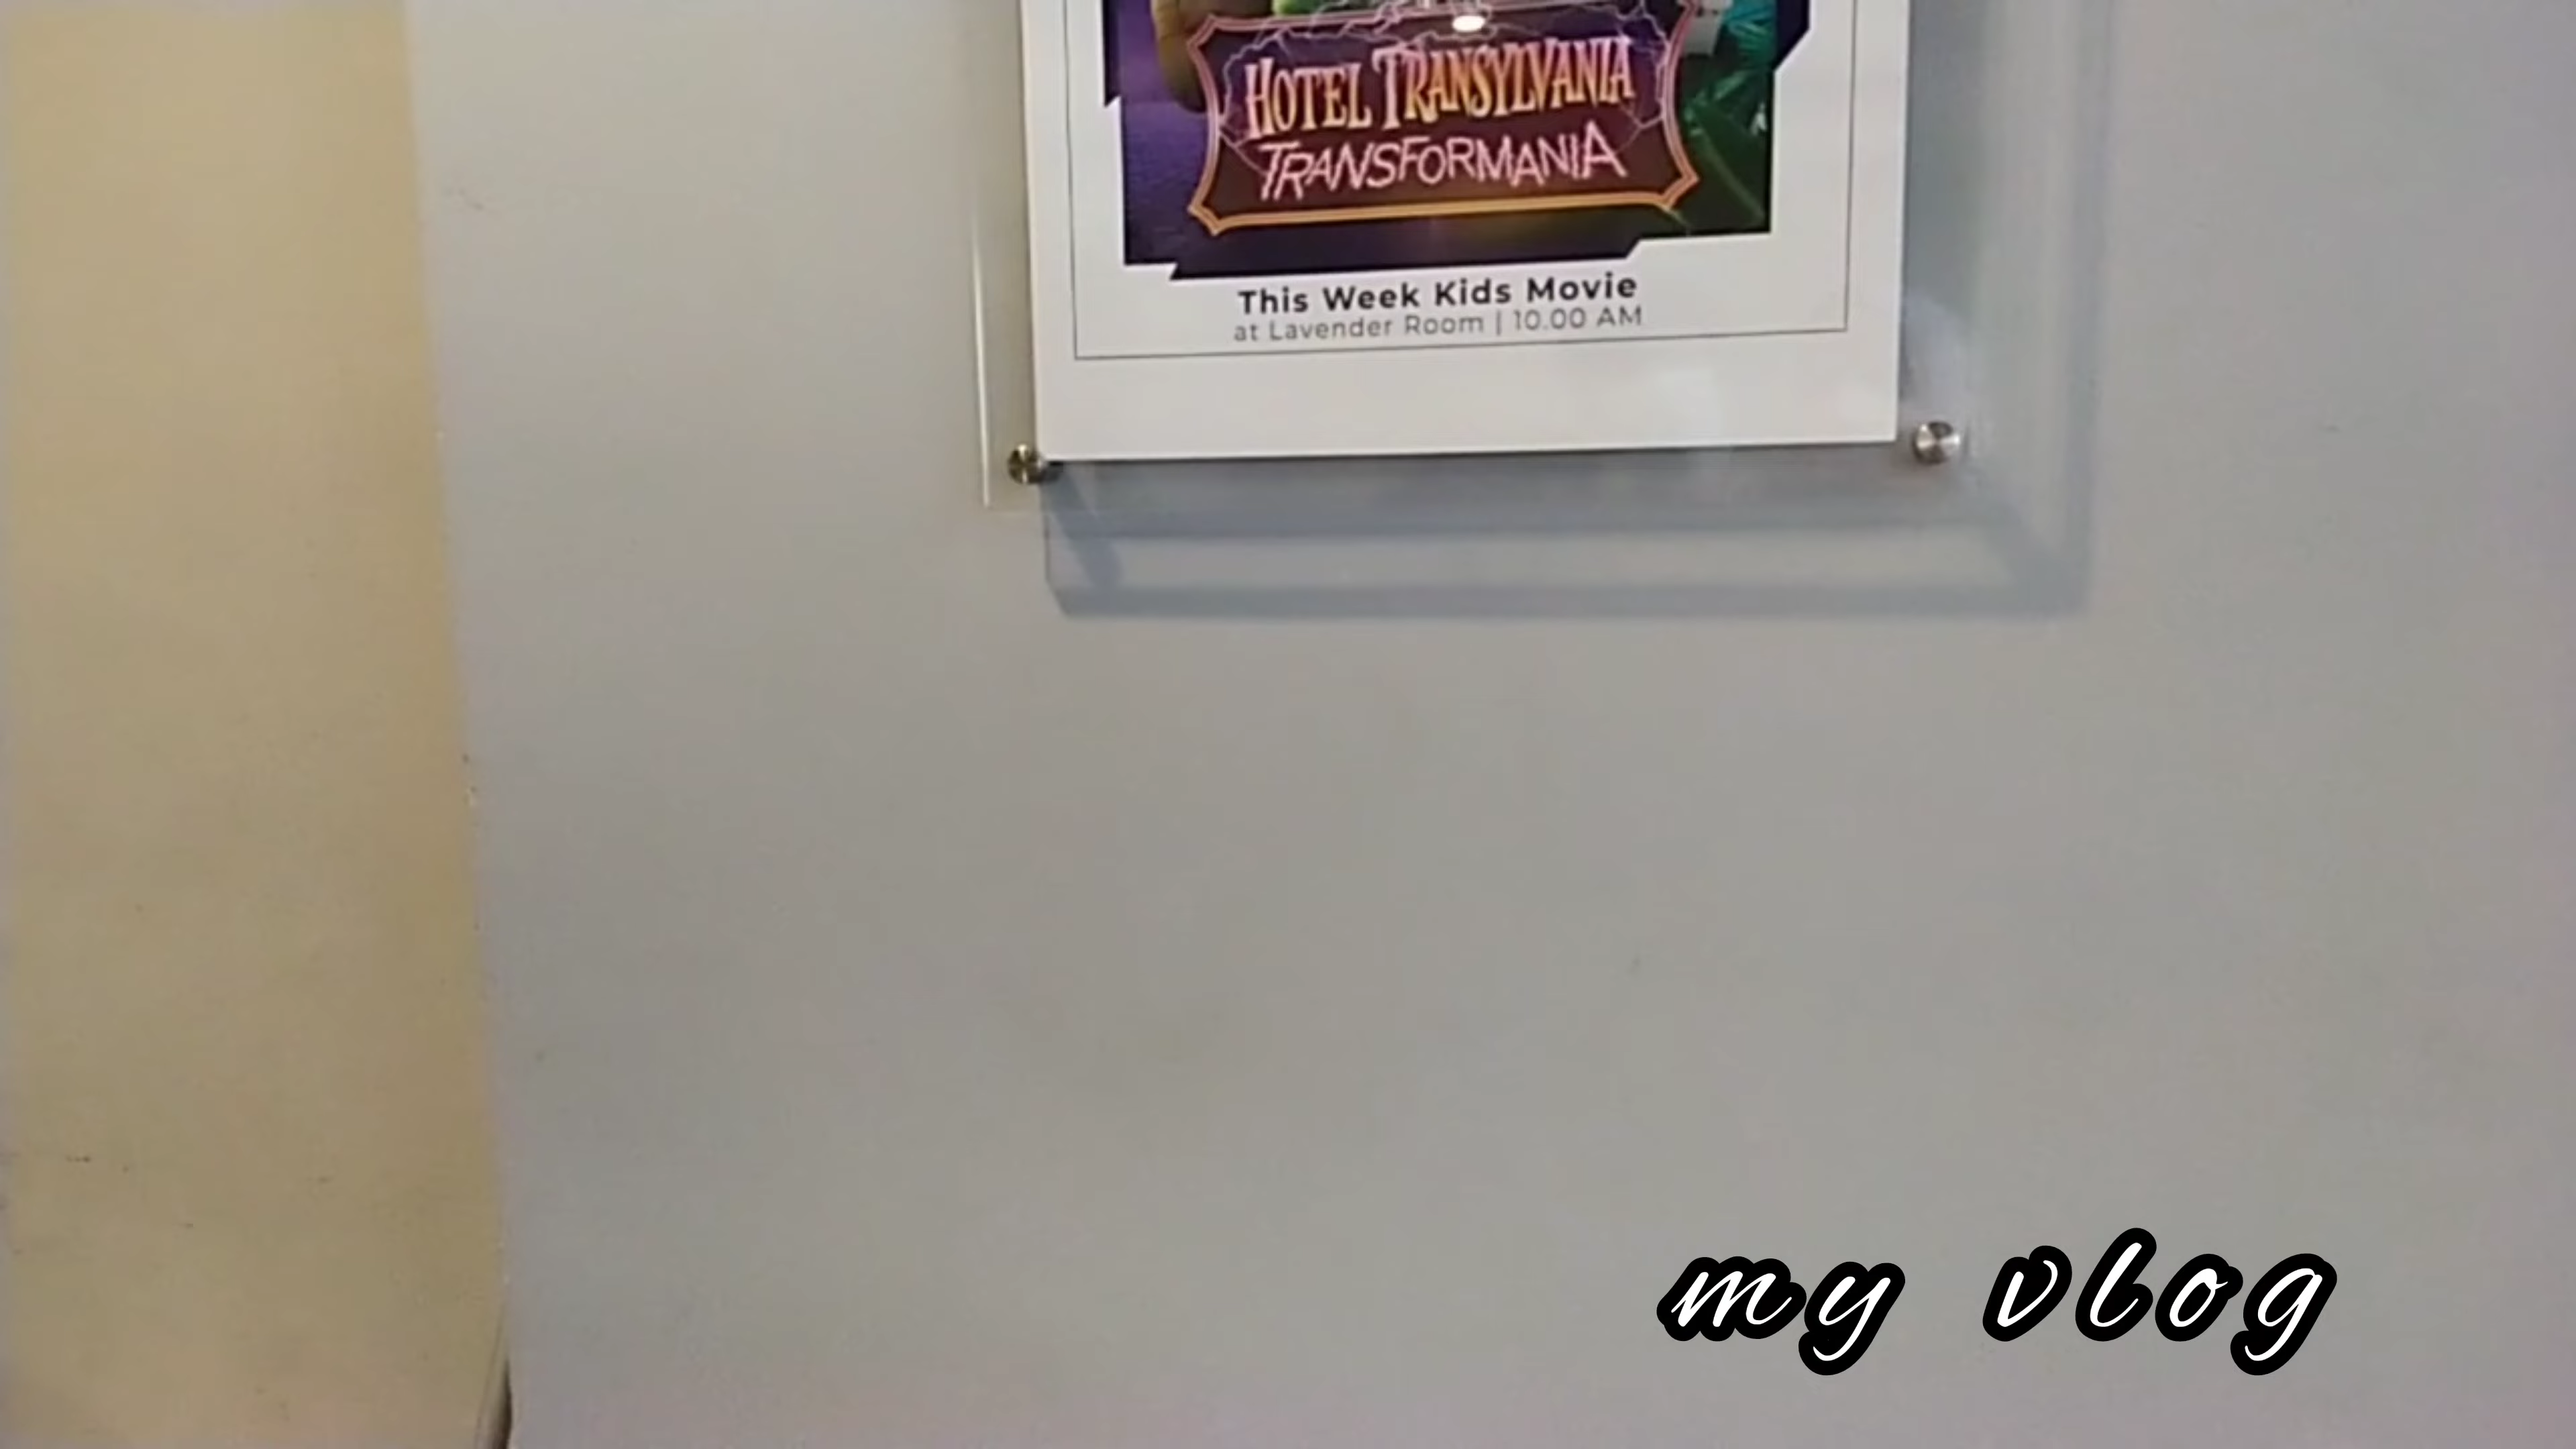 HOTEL TRANSYLVANIA
TRANSFORMANIA
This Week Kids Movie
at Lavender Room | 10.00 AM
my vlog